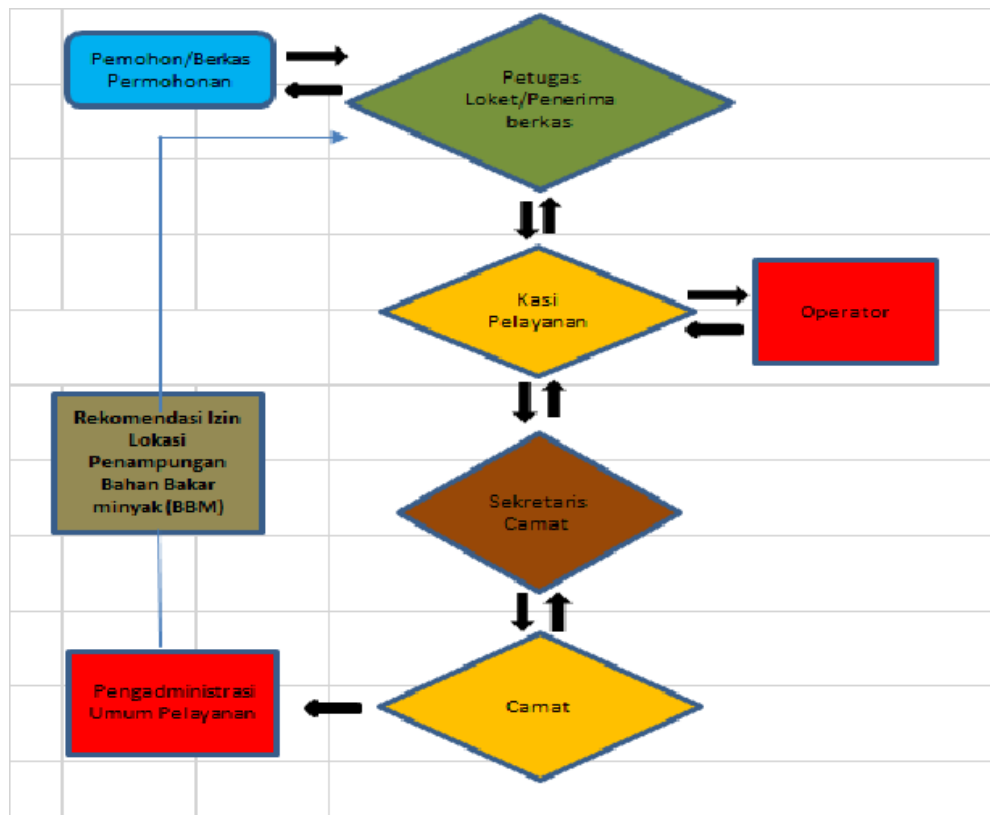 Pemohon/Berkas
Permohonan
Petugas
Loket/Penerima
berkas
Kasi
Pelayanan
Operator
Rekomendasi Izin
Lokasi
Penampungan
Bahan Bakar
minyak (BBM)
Sekretaris
Camat
Pengadministrasi
Umum Pelayanan
Camat